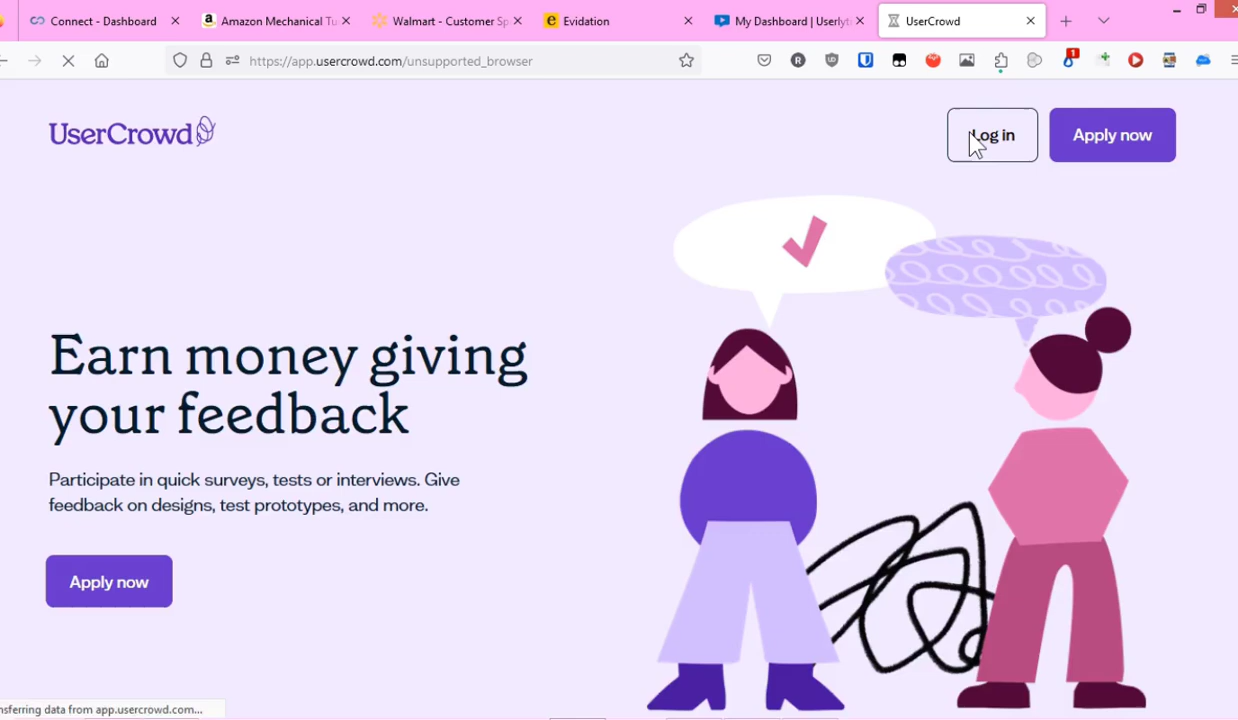 Connect - Dashboard
Amazon Mechanical Tu
Walmart - Customer Sp
Evidation
My Dashboard | Userlyt
UserCrowd
https://app.usercrowd.com/unsupported_browser
1
UserCrowd
Log in
Apply now
Earn money giving
your feedback
Participate in quick surveys, tests or interviews. Give
feedback on designs, test prototypes, and more.
Apply now
nsferring data from app.usercrowd.com...